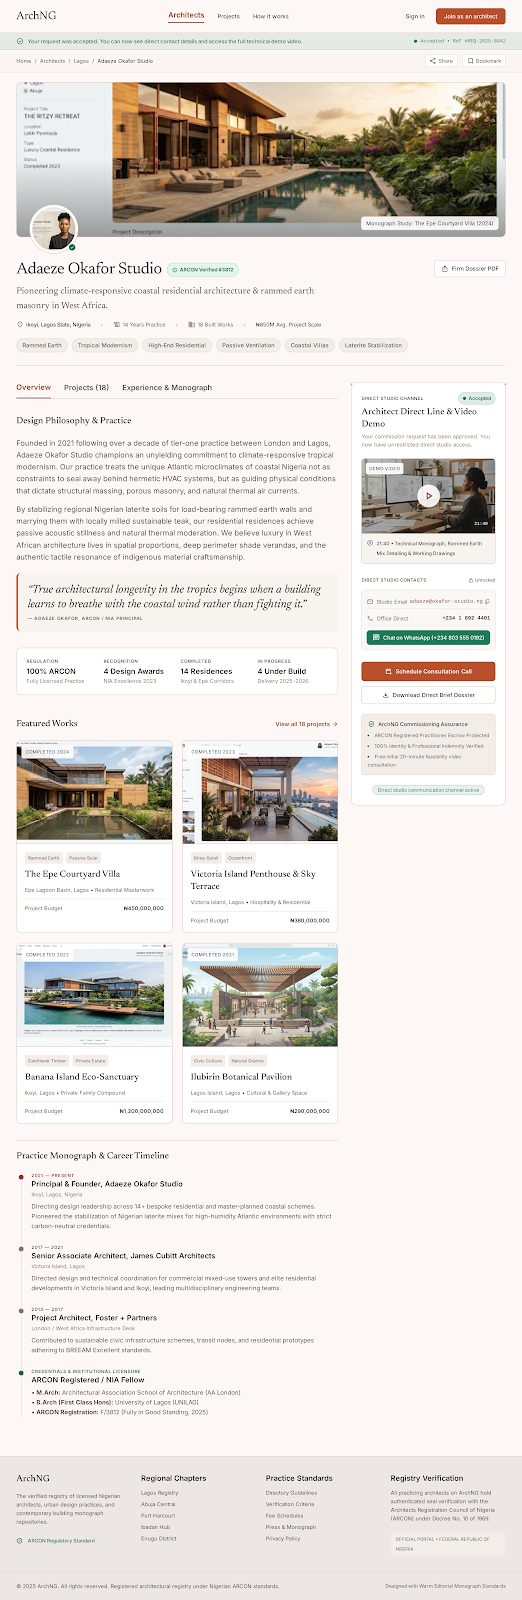 ArchNG
Architects
Projects
How it works
Sign in
Join as an architect
Your request was accepted. You can now see direct contact details and access the full technical demo video.
Accepted • Ref #REQ-2025-8842
Home / Architects / Lagos / Adaeze Okafor Studio
Share
Bookmark
Lagos
Abuja
Project Title:
THE RITZY RETREAT
Location
Lekki Peninsula
Type
Luxury Coastal Residence
Status
Completed 2023
Project Description
Monograph Study: The Epe Courtyard Villa (2024)
Adaeze Okafor Studio
ARCON Verified #3812
Firm Dossier PDF
Pioneering climate-responsive coastal residential architecture & rammed earth
masonry in West Africa.
Ikoyi, Lagos State, Nigeria
14 Years Practice
18 Built Works
₦850M Avg. Project Scale
Rammed Earth
Tropical Modernism
High-End Residential
Passive Ventilation
Coastal Villas
Laterite Stabilization
Overview
Projects (18)
Experience & Monograph
Design Philosophy & Practice
Founded in 2021 following over a decade of tier-one practice between London and Lagos,
Adaeze Okafor Studio champions an unyielding commitment to climate-responsive tropical
modernism. Our practice treats the unique Atlantic microclimates of coastal Nigeria not as
constraints to seal away behind hermetic HVAC systems, but as guiding physical conditions
that dictate structural massing, porous masonry, and natural thermal air currents.
By stabilizing regional Nigerian laterite soils for load-bearing rammed earth walls and
marrying them with locally milled sustainable teak, our residential residences achieve
passive acoustic stillness and natural thermal moderation. We believe luxury in West
African architecture lives in spatial proportions, deep perimeter shade verandas, and the
authentic tactile resonance of indigenous material craftsmanship.
“True architectural longevity in the tropics begins when a building
learns to breathe with the coastal wind rather than fighting it.”
— ADAEZE OKAFOR, ARCON / NIA PRINCIPAL
REGULATION
100% ARCON
Fully Licensed Practice
RECOGNITION
4 Design Awards
NIA Excellence 2023
COMPLETED
14 Residences
Ikoyi & Epe Corridors
IN PROGRESS
4 Under Build
Delivery 2025-2026
DIRECT STUDIO CHANNEL
Accepted
Architect Direct Line & Video
Demo
Your commission request has been approved. You
now have unrestricted direct studio access.
DEMO VIDEO
21:40
21:40 • Technical Monograph, Rammed Earth
Mix Detailing & Working Drawings
DIRECT STUDIO CONTACTS
Unlocked
Studio Email
adaeze@okafor-studio.ng
Office Direct
+234 1 892 4401
Chat on WhatsApp (+234 803 555 0192)
Schedule Consultation Call
Download Direct Brief Dossier
ArchNG Commissioning Assurance
• ARCON Registered Practitioner Escrow Protected
• 100% Identity & Professional Indemnity Verified
• Free initial 20-minute feasibility video
consultation
Direct studio communication channel active
Featured Works
View all 18 projects →
COMPLETED 2024
Rammed Earth
Passive Solar
The Epe Courtyard Villa
Epe Lagoon Basin, Lagos • Residential Masterwork
Project Budget
₦450,000,000
COMPLETED 2023
Brise-Soleil
Oceanfront
Victoria Island Penthouse & Sky
Terrace
Victoria Island, Lagos • Hospitality & Residential
Project Budget
₦380,000,000
COMPLETED 2022
Cantilever Timber
Private Estate
Banana Island Eco-Sanctuary
Ikoyi, Lagos • Private Family Compound
Project Budget
₦1,200,000,000
COMPLETED 2021
Civic Culture
Natural Granite
Ilubirin Botanical Pavilion
Lagos Island, Lagos • Cultural & Gallery Space
Project Budget
₦290,000,000
Practice Monograph & Career Timeline
2021 — PRESENT
Principal & Founder, Adaeze Okafor Studio
Ikoyi, Lagos, Nigeria
Directing design leadership across 14+ bespoke residential and master-planned coastal schemes.
Pioneered the stabilization of Nigerian laterite mixes for high-humidity Atlantic environments with strict
carbon-neutral credentials.
2017 — 2021
Senior Associate Architect, James Cubitt Architects
Victoria Island, Lagos
Directed design and technical coordination for commercial mixed-use towers and elite residential
developments in Victoria Island and Ikoyi, leading multidisciplinary engineering teams.
2013 — 2017
Project Architect, Foster + Partners
London / West Africa Infrastructure Desk
Contributed to sustainable civic infrastructure schemes, transit nodes, and residential prototypes
adhering to BREEAM Excellent standards.
CREDENTIALS & INSTITUTIONAL LICENSURE
ARCON Registered / NIA Fellow
• M.Arch: Architectural Association School of Architecture (AA London)
• B.Arch (First Class Hons): University of Lagos (UNILAG)
• ARCON Registration: F/3812 (Fully in Good Standing, 2025)
ArchNG
The verified registry of licensed Nigerian
architects, urban design practices, and
contemporary building monograph
repositories.
ARCON Regulatory Standard
Regional Chapters
Lagos Registry
Abuja Central
Port Harcourt
Ibadan Hub
Enugu District
Practice Standards
Directory Guidelines
Verification Criteria
Fee Schedules
Press & Monograph
Privacy Policy
Registry Verification
All practicing architects on ArchNG hold
authenticated seal verification with the
Architects Registration Council of Nigeria
(ARCON) under Decree No. 10 of 1969.
OFFICIAL PORTAL • FEDERAL REPUBLIC OF
NIGERIA
© 2025 ArchNG. All rights reserved. Registered architectural registry under Nigerian ARCON standards.
Designed with Warm Editorial Monograph Standards